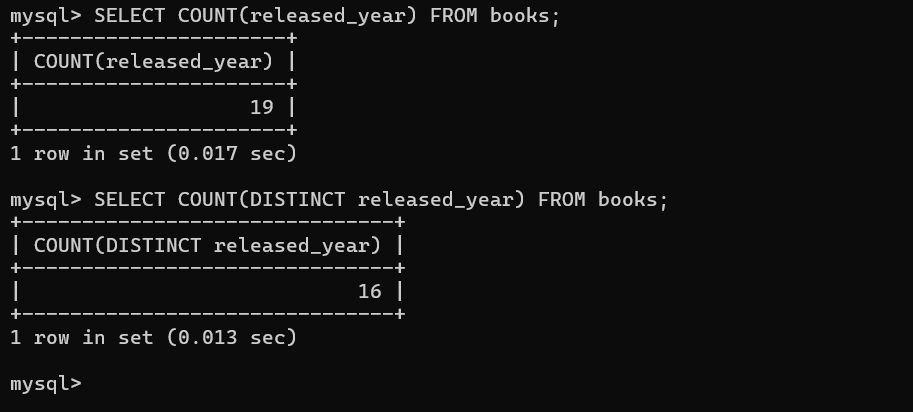 mysql> SELECT COUNT(released_year) FROM books;
+----------------------+
| COUNT(released_year) |
+----------------------+
|                   19 |
+----------------------+
1 row in set (0.017 sec)

mysql> SELECT COUNT(DISTINCT released_year) FROM books;
+-------------------------------+
| COUNT(DISTINCT released_year) |
+-------------------------------+
|                            16 |
+-------------------------------+
1 row in set (0.013 sec)

mysql>